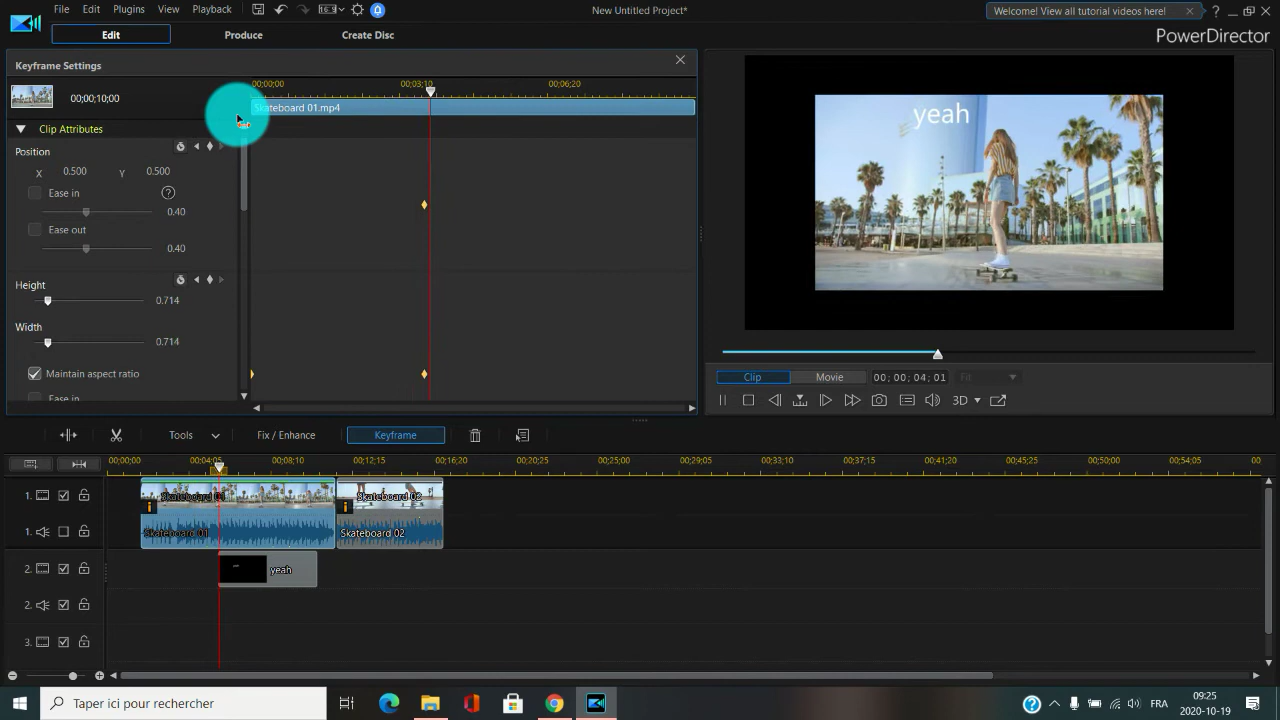 File Edit Plugins View Playback
New Untitled Project*
Welcome! View all tutorial videos here!
Edit Produce Create Disc
PowerDirector
Keyframe Settings
00;00;10;00
00;00;00 00;03;10 00;06;20
Skateboard 01.mp4
Clip Attributes
Position
X 0.500 Y 0.500
Ease in
0.40
Ease out
0.40
Height
0.714
Width
0.714
Maintain aspect ratio
Ease in
yeah
Clip Movie 00; 00; 04; 01 Fit
3D
Tools Fix / Enhance Keyframe
00;00;00 00;04;05 00;08;10 00;12;15 00;16;20 00;20;25 00;25;00 00;29;05 00;33;10 00;37;15 00;41;20 00;45;25 00;50;00 00;54;05 00;
1. Skateboard 01 Skateboard 02
1. Skateboard 01 Skateboard 02
2. yeah
2.
3.
Taper ici pour rechercher
FRA
09:25
2020-10-19